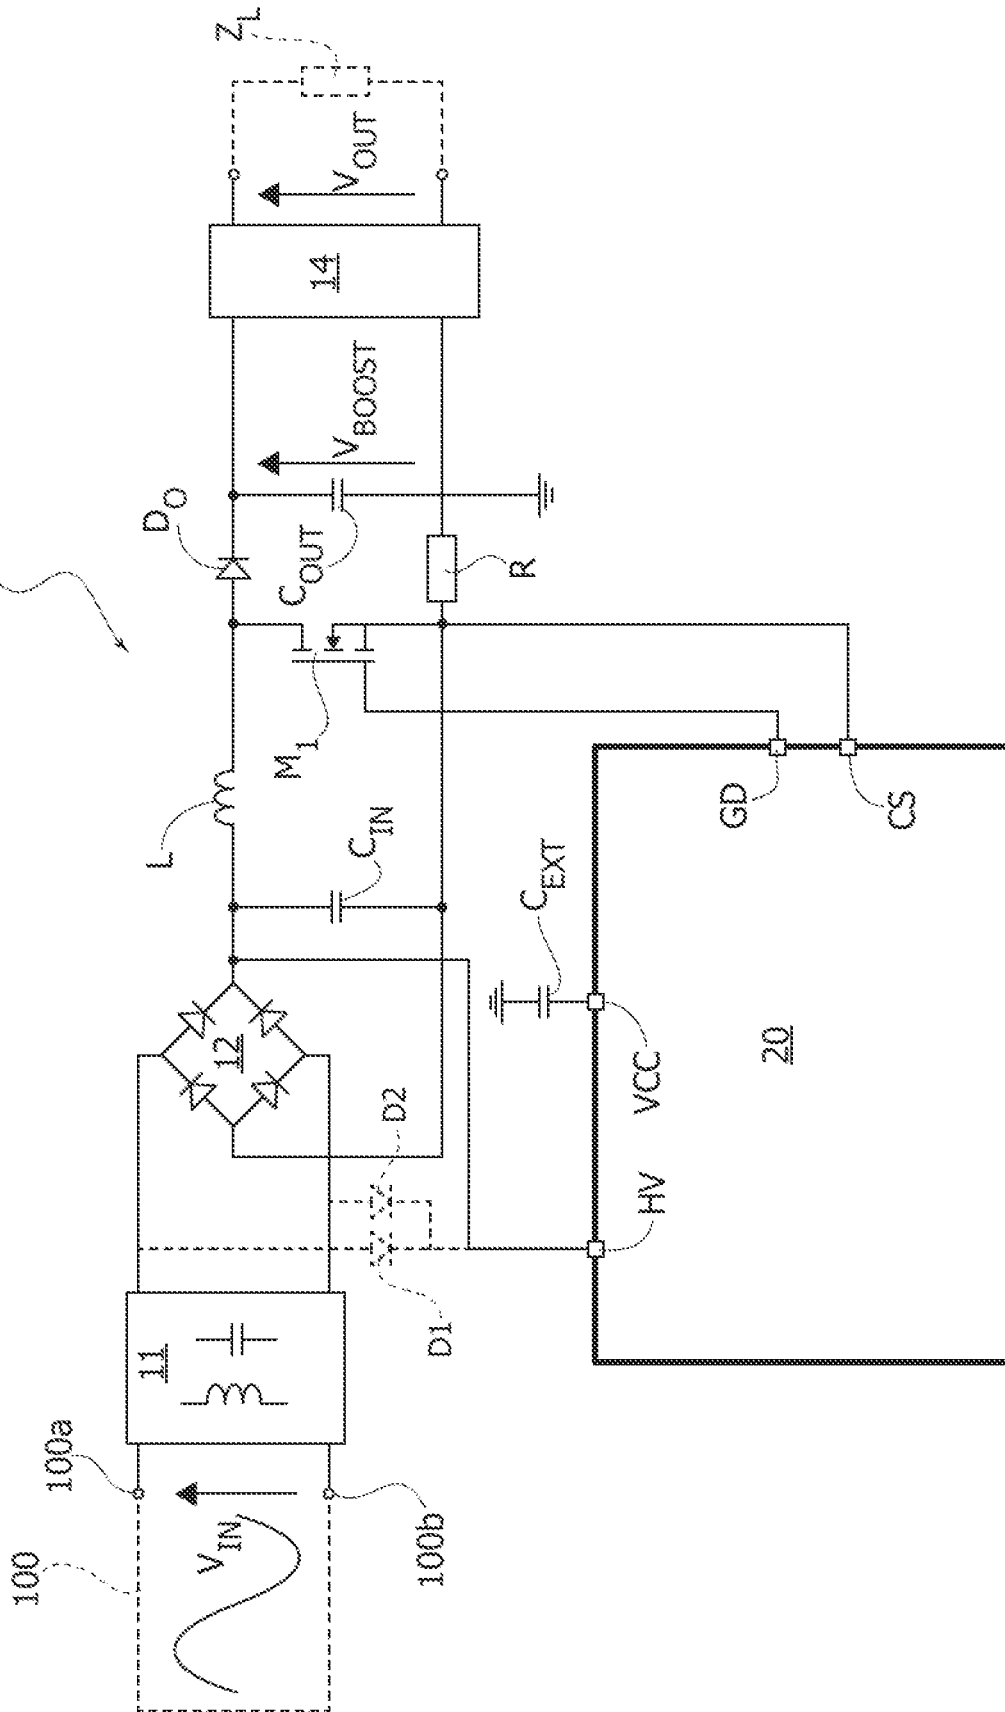 100
V_IN
100a
100b
11
D1
D2
12
HV
VCC
C_EXT
20
L
C_IN
M_1
GD
CS
D_O
C_OUT
R
V_BOOST
14
V_OUT
Z_L